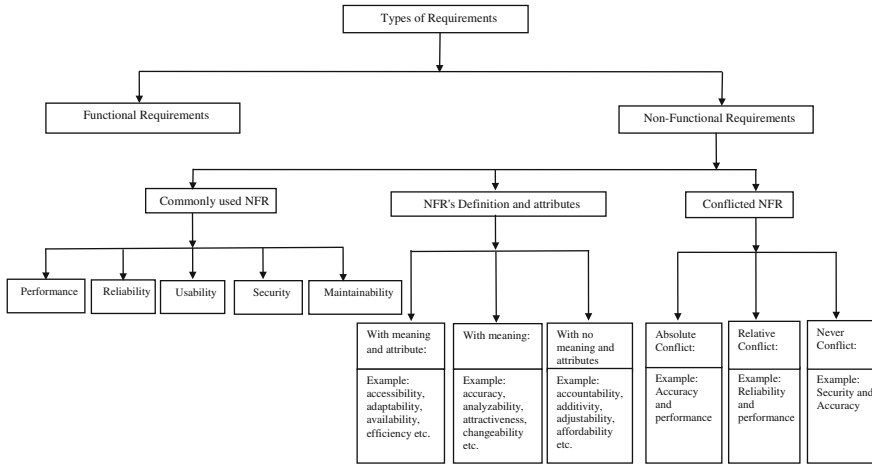 Types of Requirements
Functional Requirements
Non-Functional Requirements
Commonly used NFR
NFR's Definition and attributes
Conflicted NFR
Performance
Reliability
Usability
Security
Maintainability
With meaning
and attribute:
Example:
accessibility,
adaptability,
availability,
efficiency etc.
With meaning:
Example:
accuracy,
analyzability,
attractiveness,
changeability
etc.
With no
meaning and
attributes
Example:
accountability,
additivity,
adjustability,
affordability
etc.
Absolute
Conflict:
Example:
Accuracy
and
performance
Relative
Conflict:
Example:
Reliability
and
performance
Never
Conflict:
Example:
Security and
Accuracy